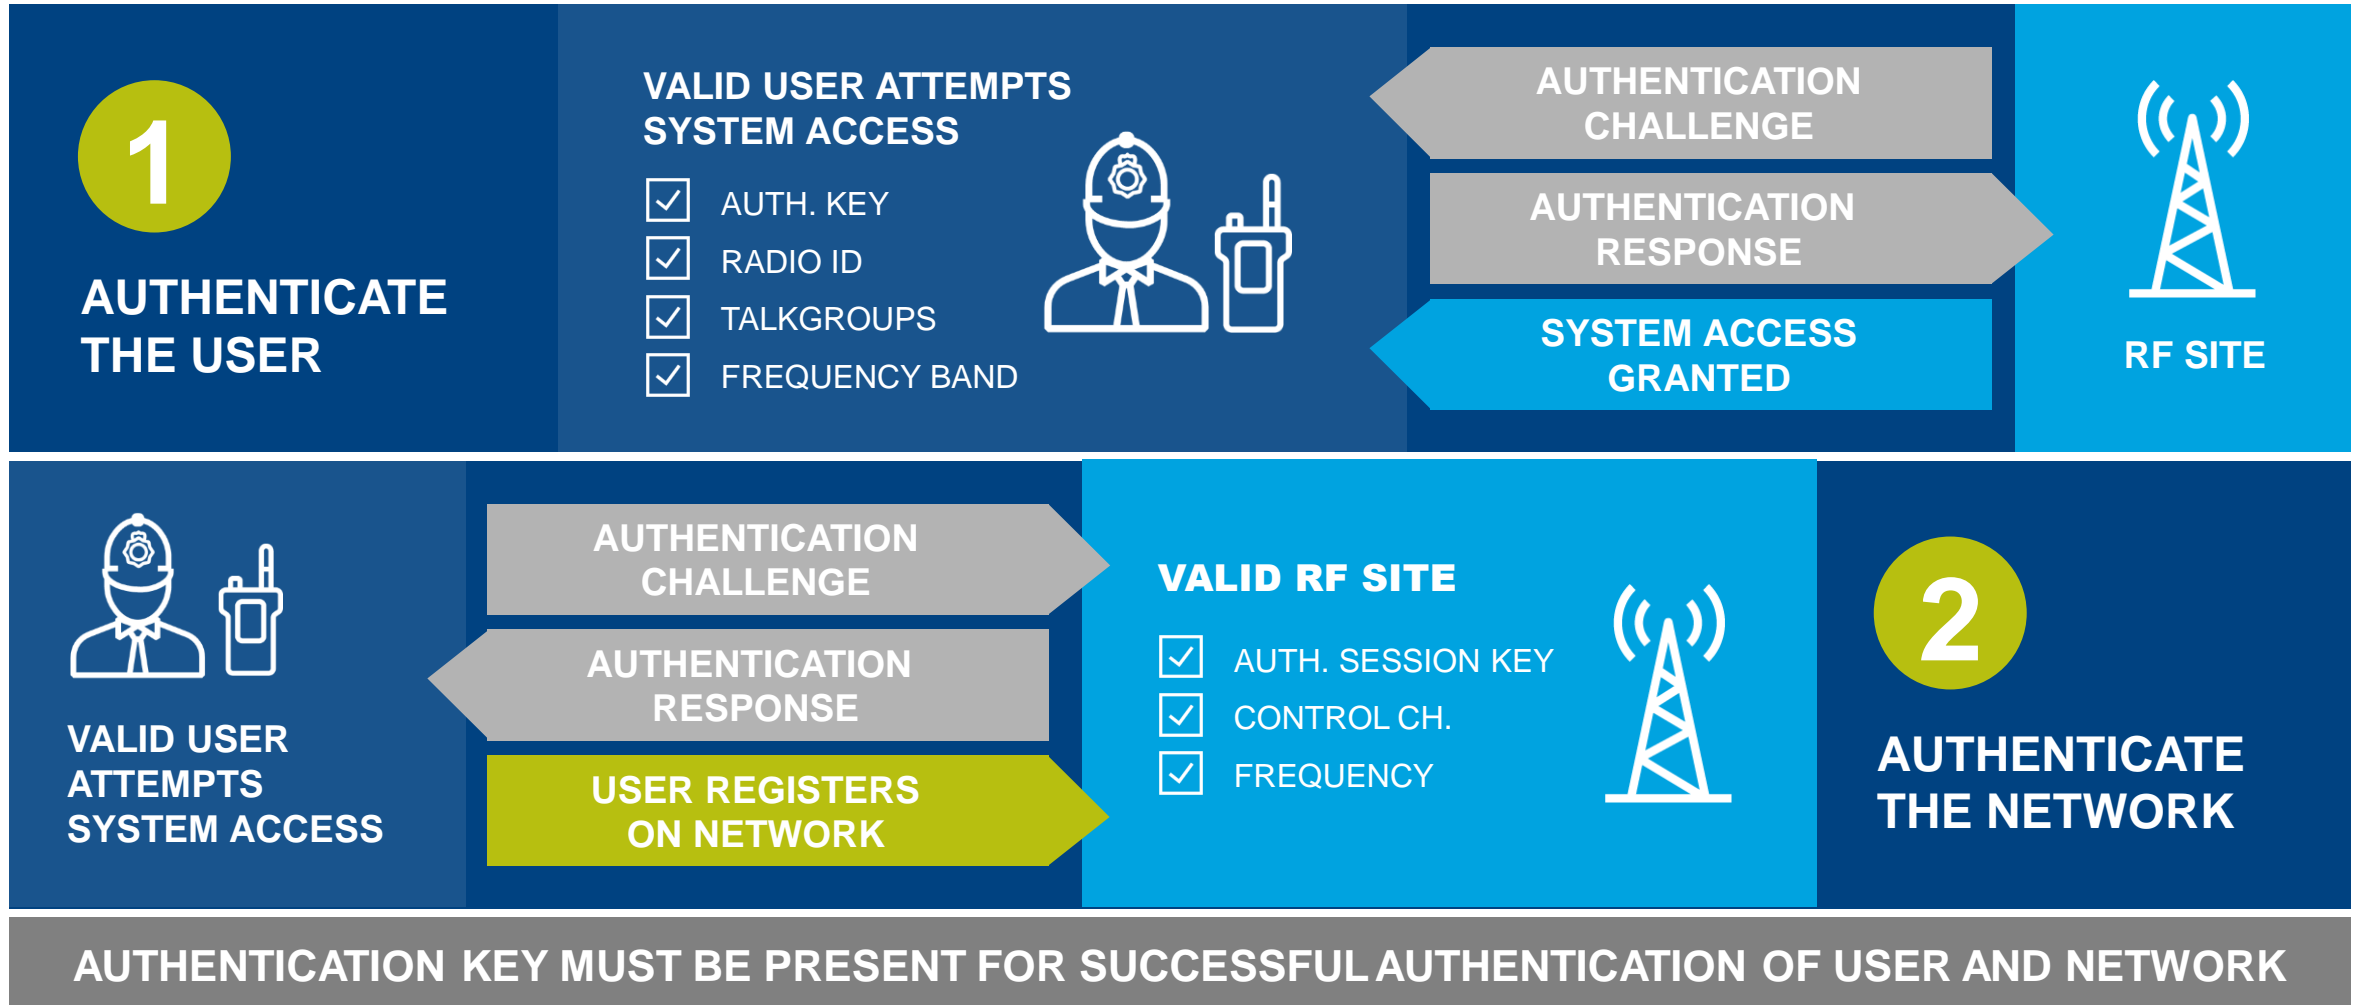 1
AUTHENTICATE
THE USER
VALID USER ATTEMPTS
SYSTEM ACCESS
AUTH. KEY
RADIO ID
TALKGROUPS
FREQUENCY BAND
AUTHENTICATION
CHALLENGE
AUTHENTICATION
RESPONSE
SYSTEM ACCESS
GRANTED
RF SITE
VALID USER
ATTEMPTS
SYSTEM ACCESS
AUTHENTICATION
CHALLENGE
AUTHENTICATION
RESPONSE
USER REGISTERS
ON NETWORK
VALID RF SITE
AUTH. SESSION KEY
CONTROL CH.
FREQUENCY
2
AUTHENTICATE
THE NETWORK
AUTHENTICATION KEY MUST BE PRESENT FOR SUCCESSFUL AUTHENTICATION OF USER AND NETWORK